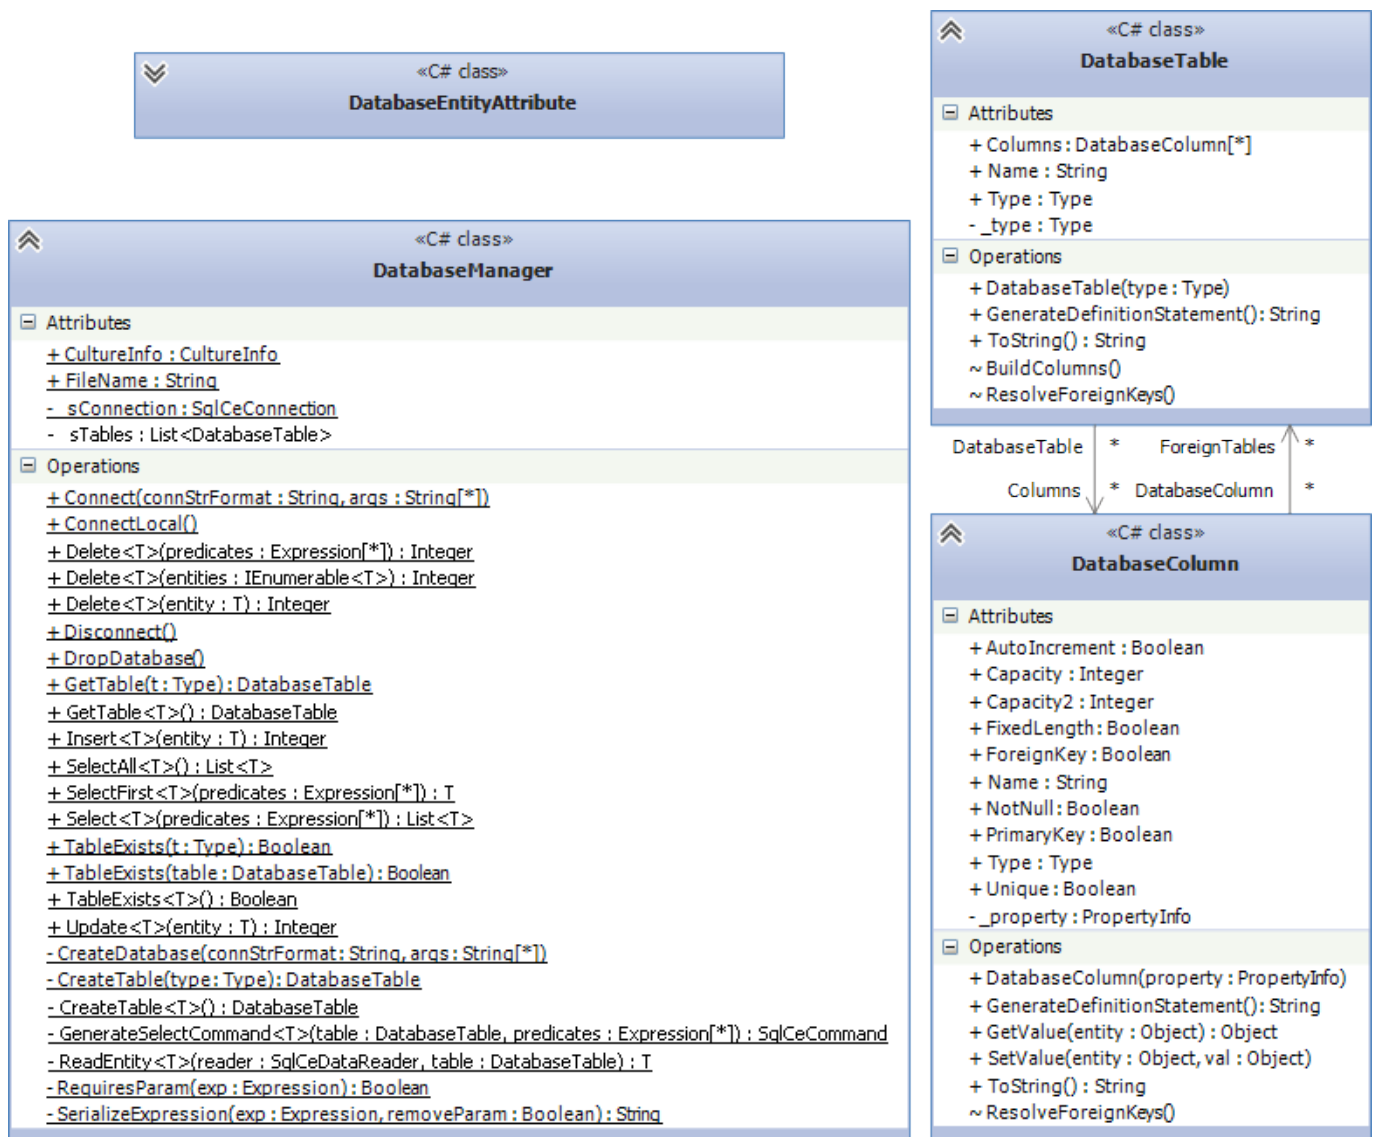 «C# class»
DatabaseEntityAttribute
«C# class»
DatabaseManager
Attributes
+ CultureInfo : CultureInfo
+ FileName : String
- _sConnection : SqlCeConnection
- _sTables : List<DatabaseTable>
Operations
+ Connect(connStrFormat : String, args : String[*])
+ ConnectLocal()
+ Delete<T>(predicates : Expression[*]) : Integer
+ Delete<T>(entities : IEnumerable<T>) : Integer
+ Delete<T>(entity : T) : Integer
+ Disconnect()
+ DropDatabase()
+ GetTable(t : Type) : DatabaseTable
+ GetTable<T>() : DatabaseTable
+ Insert<T>(entity : T) : Integer
+ SelectAll<T>() : List<T>
+ SelectFirst<T>(predicates : Expression[*]) : T
+ Select<T>(predicates : Expression[*]) : List<T>
+ TableExists(t : Type) : Boolean
+ TableExists(table : DatabaseTable) : Boolean
+ TableExists<T>() : Boolean
+ Update<T>(entity : T) : Integer
- CreateDatabase(connStrFormat : String, args : String[*])
- CreateTable(type : Type) : DatabaseTable
- CreateTable<T>() : DatabaseTable
- GenerateSelectCommand<T>(table : DatabaseTable, predicates : Expression[*]) : SqlCeCommand
- ReadEntity<T>(reader : SqlCeDataReader, table : DatabaseTable) : T
- RequiresParam(exp : Expression) : Boolean
- SerializeExpression(exp : Expression, removeParam : Boolean) : String
«C# class»
DatabaseTable
Attributes
+ Columns : DatabaseColumn[*]
+ Name : String
+ Type : Type
- _type : Type
Operations
+ DatabaseTable(type : Type)
+ GenerateDefinitionStatement() : String
+ ToString() : String
~ BuildColumns()
~ ResolveForeignKeys()
DatabaseTable * ForeignTables *
Columns * DatabaseColumn *
«C# class»
DatabaseColumn
Attributes
+ AutoIncrement : Boolean
+ Capacity : Integer
+ Capacity2 : Integer
+ FixedLength : Boolean
+ ForeignKey : Boolean
+ Name : String
+ NotNull : Boolean
+ PrimaryKey : Boolean
+ Type : Type
+ Unique : Boolean
- _property : PropertyInfo
Operations
+ DatabaseColumn(property : PropertyInfo)
+ GenerateDefinitionStatement() : String
+ GetValue(entity : Object) : Object
+ SetValue(entity : Object, val : Object)
+ ToString() : String
~ ResolveForeignKeys()